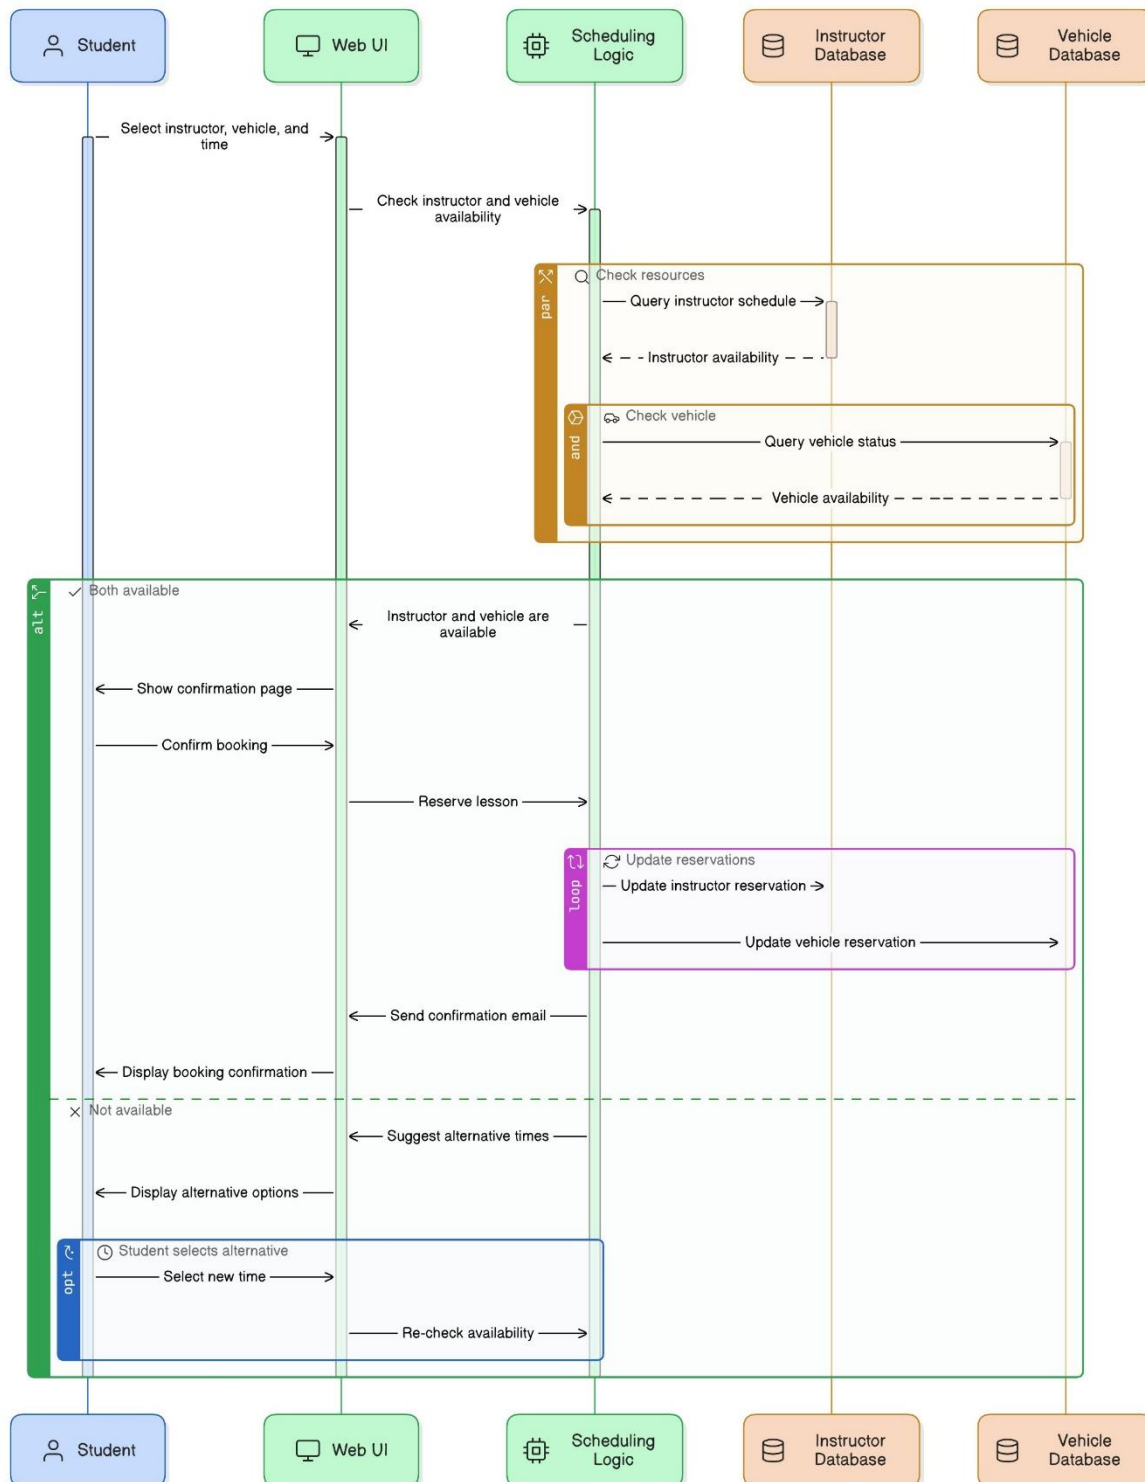 Student
Web UI
Scheduling
Logic
Instructor
Database
Vehicle
Database
Select instructor, vehicle, and
time
Check instructor and vehicle
availability
par
Check resources
Query instructor schedule
Instructor availability
and
Check vehicle
Query vehicle status
Vehicle availability
alt
Both available
Instructor and vehicle are
available
Show confirmation page
Confirm booking
Reserve lesson
loop
Update reservations
Update instructor reservation
Update vehicle reservation
Send confirmation email
Display booking confirmation
Not available
Suggest alternative times
Display alternative options
opt
Student selects alternative
Select new time
Re-check availability
Student
Web UI
Scheduling
Logic
Instructor
Database
Vehicle
Database